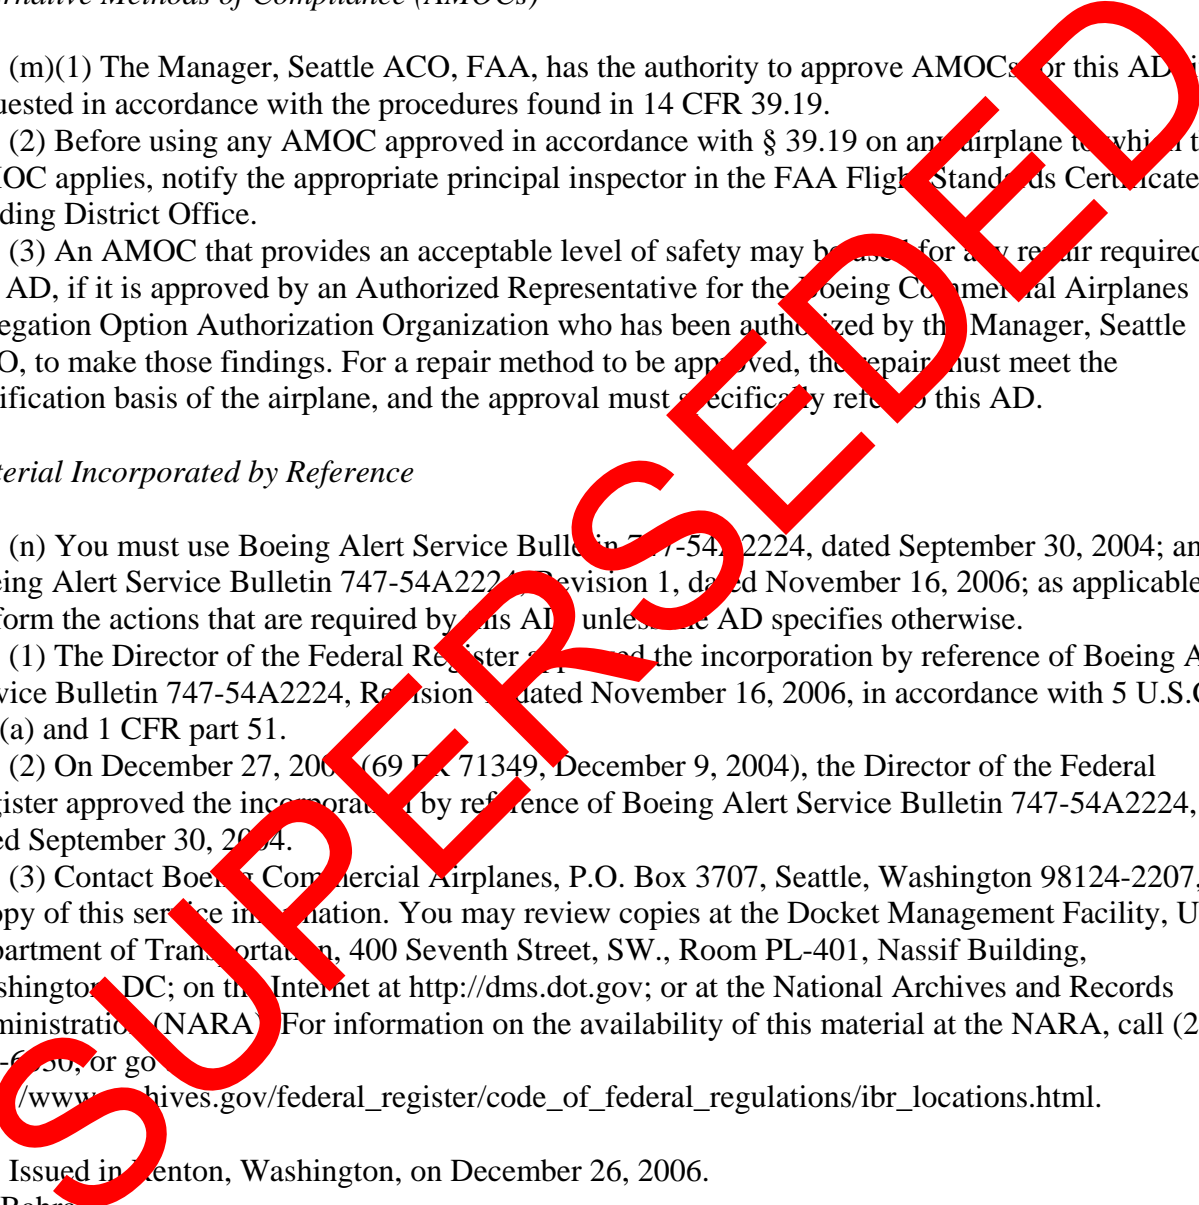 rnative Methods of Compliance (AMOCs)
(m)(1) The Manager, Seattle ACO, FAA, has the authority to approve AMOCs for this AD, i
uested in accordance with the procedures found in 14 CFR 39.19.
(2) Before using any AMOC approved in accordance with § 39.19 on any airplane to which t
OC applies, notify the appropriate principal inspector in the FAA Flight Standards Certificate
ding District Office.
(3) An AMOC that provides an acceptable level of safety may be used for any repair required
AD, if it is approved by an Authorized Representative for the Boeing Commercial Airplanes
egation Option Authorization Organization who has been authorized by the Manager, Seattle
O, to make those findings. For a repair method to be approved, the repair must meet the
ification basis of the airplane, and the approval must specifically refer to this AD.
terial Incorporated by Reference
(n) You must use Boeing Alert Service Bulletin 747-54A2224, dated September 30, 2004; an
eing Alert Service Bulletin 747-54A2224, Revision 1, dated November 16, 2006; as applicable
form the actions that are required by this AD, unless the AD specifies otherwise.
(1) The Director of the Federal Register approved the incorporation by reference of Boeing A
vice Bulletin 747-54A2224, Revision 1, dated November 16, 2006, in accordance with 5 U.S.C
(a) and 1 CFR part 51.
(2) On December 27, 2004 (69 FR 71349, December 9, 2004), the Director of the Federal
gister approved the incorporation by reference of Boeing Alert Service Bulletin 747-54A2224,
ed September 30, 2004.
(3) Contact Boeing Commercial Airplanes, P.O. Box 3707, Seattle, Washington 98124-2207,
opy of this service information. You may review copies at the Docket Management Facility, U
partment of Transportation, 400 Seventh Street, SW., Room PL-401, Nassif Building,
shington, DC; on the Internet at http://dms.dot.gov; or at the National Archives and Records
ministration (NARA). For information on the availability of this material at the NARA, call (2
or go
/www.archives.gov/federal_register/code_of_federal_regulations/ibr_locations.html.
Issued in Renton, Washington, on December 26, 2006.
SUPERSEDED